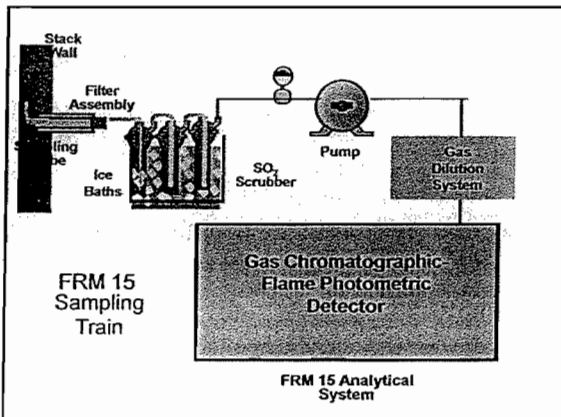 Stack
Wall
Filter
Assembly
Ice
Baths
SO2
Scrubber
Pump
Gas
Dilution
System
Gas Chromatographic-
Flame Photometric
Detector
FRM 15
Sampling
Train
FRM 15 Analytical
System